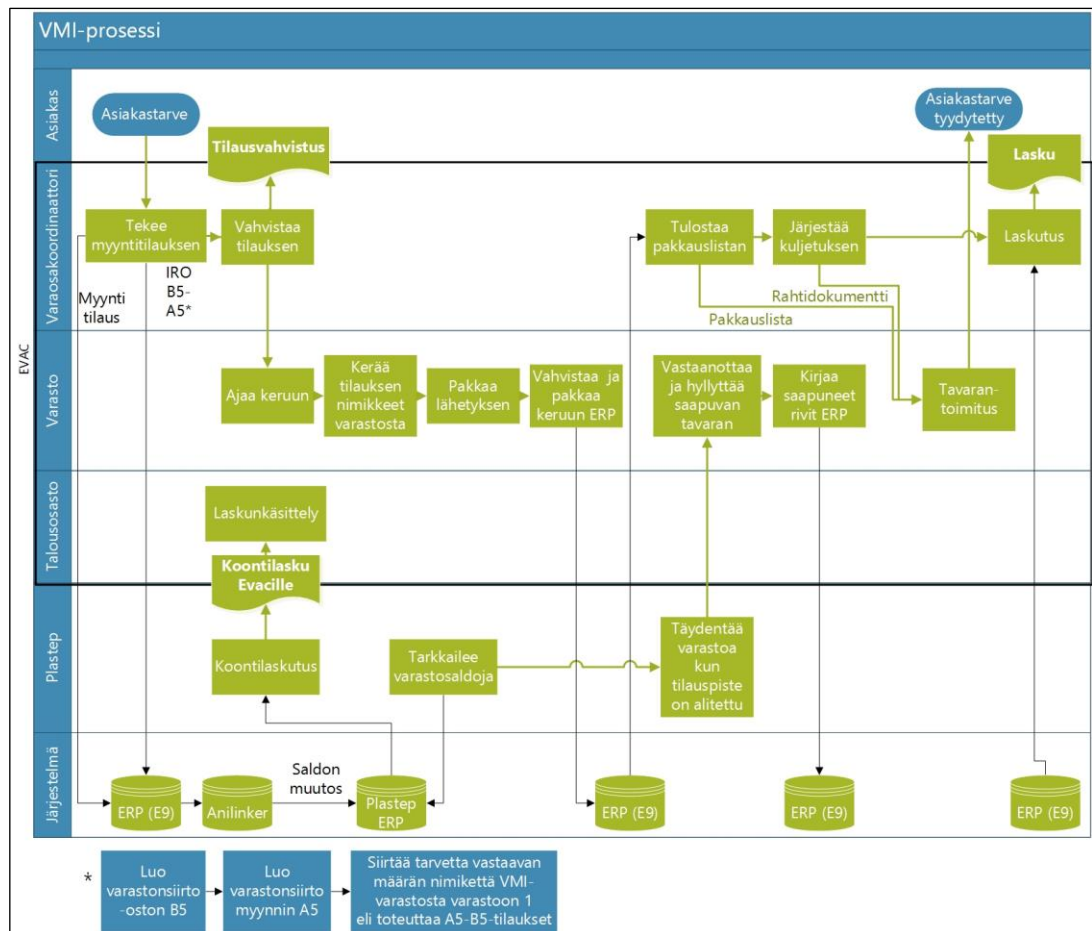 VMI-prosessi
EVAC
Asiakas
Asiakastarve
Tilausvahvistus
Asiakastarve
tyydytetty
Lasku
Varaosakoordinaattori
Tekee
myyntitilauksen
Vahvistaa
tilauksen
Tulostaa
pakkauslistan
Järjestää
kuljetuksen
Laskutus
Myynti
tilaus
IRO
B5-
A5*
Rahtidokumentti
Pakkauslista
Varasto
Ajaa keruun
Kerää
tilauksen
nimikkeet
varastosta
Pakkaa
lähetyksen
Vahvistaa ja
pakkaa
keruun ERP
Vastaanottaa
ja hyllyttää
saapuvan
tavaran
Kirjaa
saapuneet
rivit ERP
Tavaran-
toimitus
Talousosasto
Laskunkäsittely
Koontilasku
Evacille
Plastep
Koontilaskutus
Tarkkailee
varastosaldoja
Täydentää
varastoa
kun
tilauspiste
on alitettu
Järjestelmä
ERP (E9)
Anilinker
Saldon
muutos
Plastep
ERP
ERP (E9)
ERP (E9)
ERP (E9)
*
Luo
varastonsiirto
-oston B5
Luo
varastonsiirto
myynnin A5
Siirtää tarvetta vastaavan
määrän nimikettä VMI-
varastosta varastoon 1
eli toteuttaa A5-B5-tilaukset